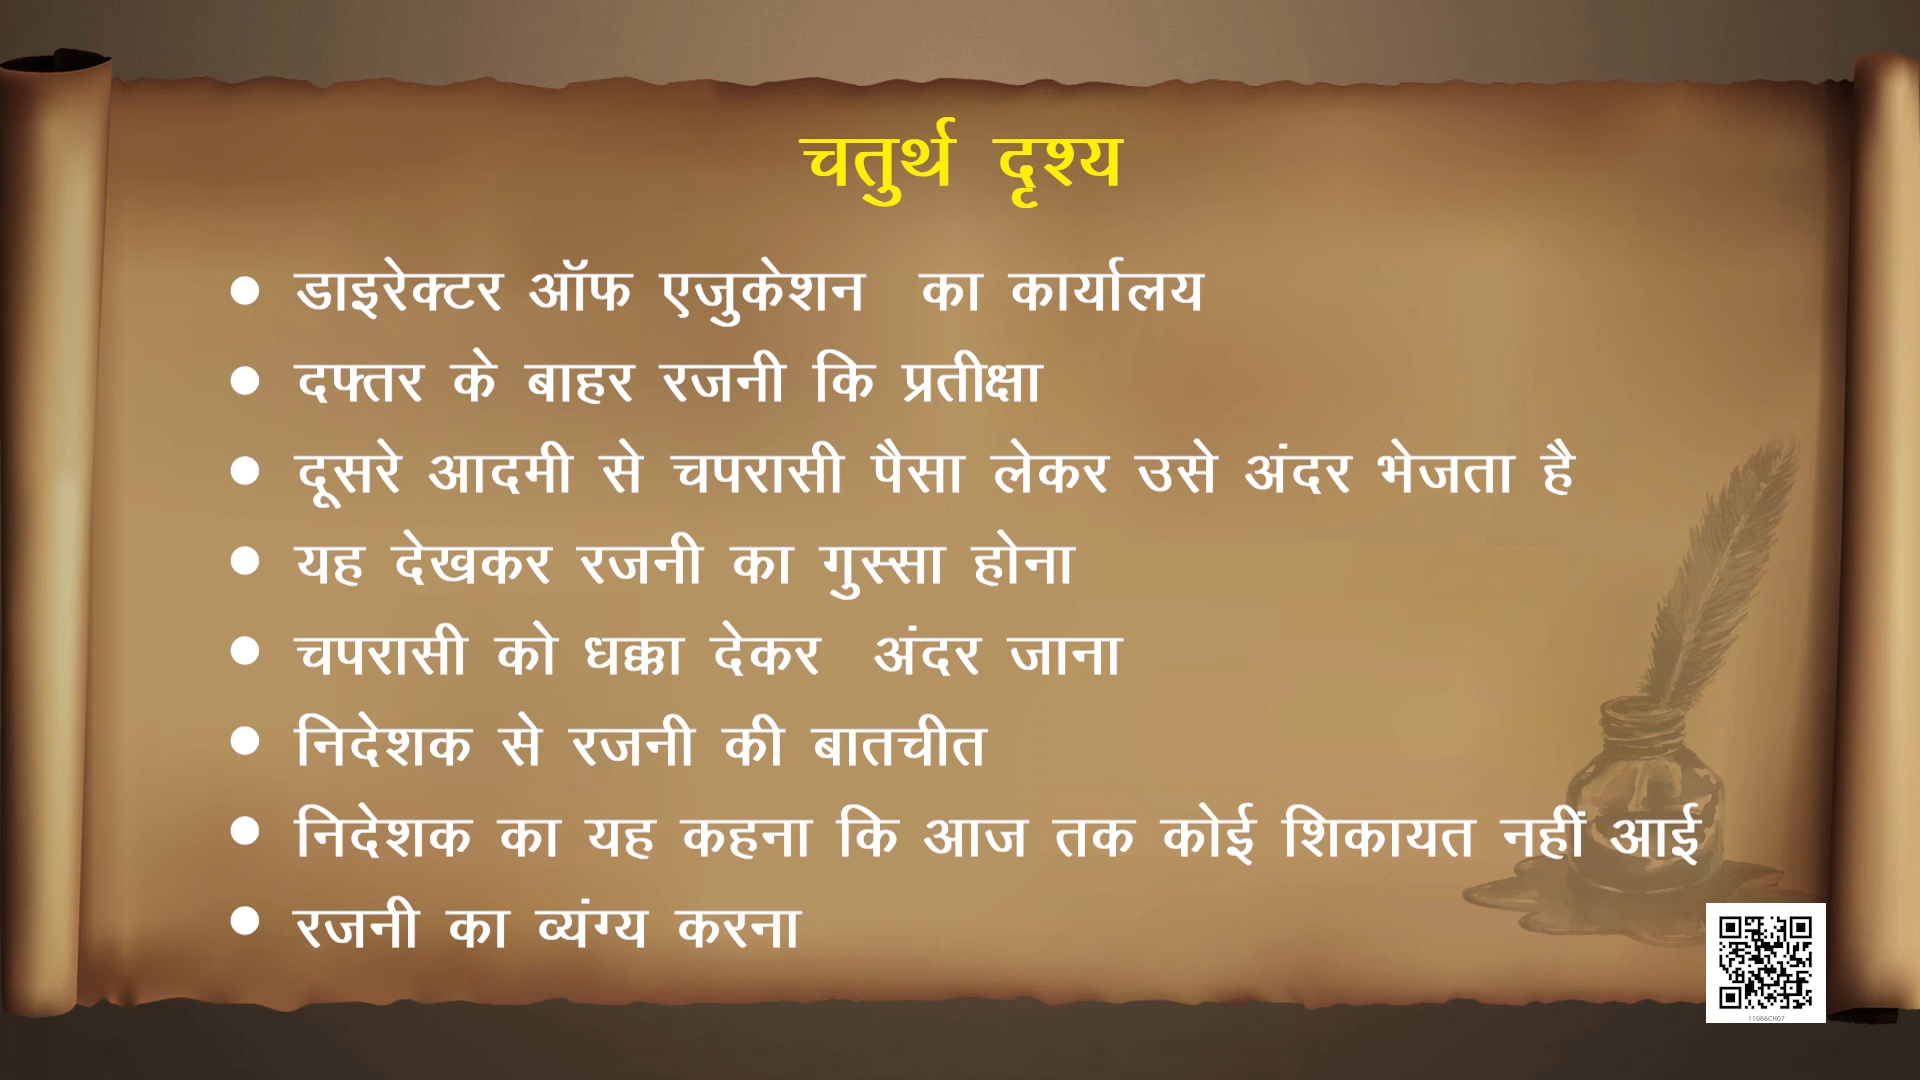 चतुर्थ दृश्य
• डाइरेक्टर ऑफ एजुकेशन का कार्यालय
• दफ्तर के बाहर रजनी कि प्रतीक्षा
• दूसरे आदमी से चपरासी पैसा लेकर उसे अंदर भेजता है
• यह देखकर रजनी का गुस्सा होना
• चपरासी को धक्का देकर अंदर जाना
• निदेशक से रजनी की बातचीत
• निदेशक का यह कहना कि आज तक कोई शिकायत नहीं आई
• रजनी का व्यंग्य करना
11066CH07